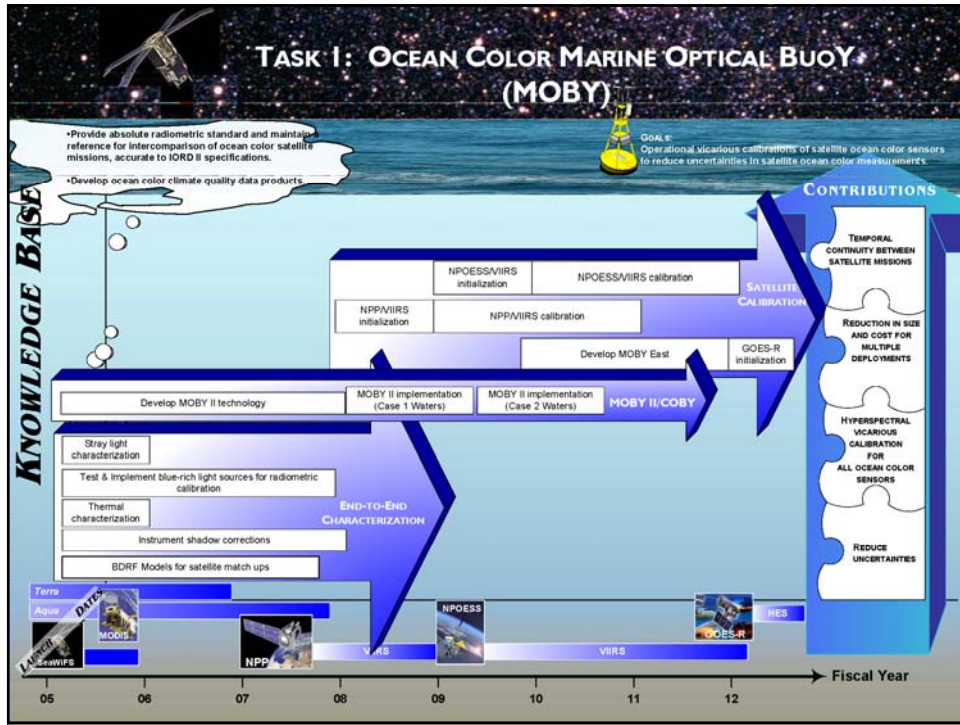 TASK 1: OCEAN COLOR MARINE OPTICAL BUOY
(MOBY)
•Provide absolute radiometric standard and maintain
reference for intercomparison of ocean color satellite
missions, accurate to IORD II specifications.
•Develop ocean color climate quality data products.
GOALS:
Operational vicarious calibrations of satellite ocean color sensors
to reduce uncertainties in satellite ocean color measurements.
KNOWLEDGE BASE
CONTRIBUTIONS
TEMPORAL
CONTINUITY BETWEEN
SATELLITE MISSIONS
REDUCTION IN SIZE
AND COST FOR
MULTIPLE
DEPLOYMENTS
HYPERSPECTRAL
VICARIOUS
CALIBRATION
FOR
ALL OCEAN COLOR
SENSORS
REDUCE
UNCERTAINTIES
NPOESS/VIIRS
initialization
NPOESS/VIIRS calibration
SATELLITE
CALIBRATION
NPP/VIIRS
initialization
NPP/VIIRS calibration
Develop MOBY East
GOES-R
initialization
Develop MOBY II technology
MOBY II implementation
(Case 1 Waters)
MOBY II implementation
(Case 2 Waters)
MOBY II/COBY
Stray light
characterization
Test & Implement blue-rich light sources for radiometric
calibration
Thermal
characterization
END-TO-END
CHARACTERIZATION
Instrument shadow corrections
BDRF Models for satellite match ups
Terra
Aqua
LAUNCH DATES
MODIS
SeaWiFS
NPP
VIIRS
NPOESS
VIIRS
GOES-R
HES
Fiscal Year
05 06 07 08 09 10 11 12